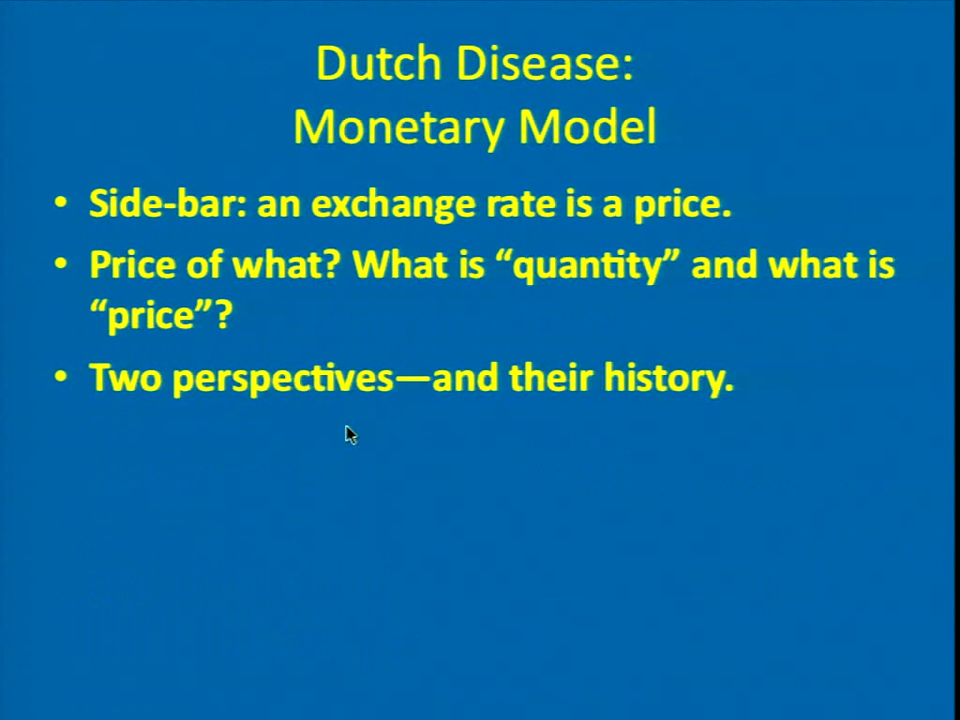 Dutch Disease:
Monetary Model
• Side-bar: an exchange rate is a price.
• Price of what? What is “quantity” and what is
“price”?
• Two perspectives—and their history.